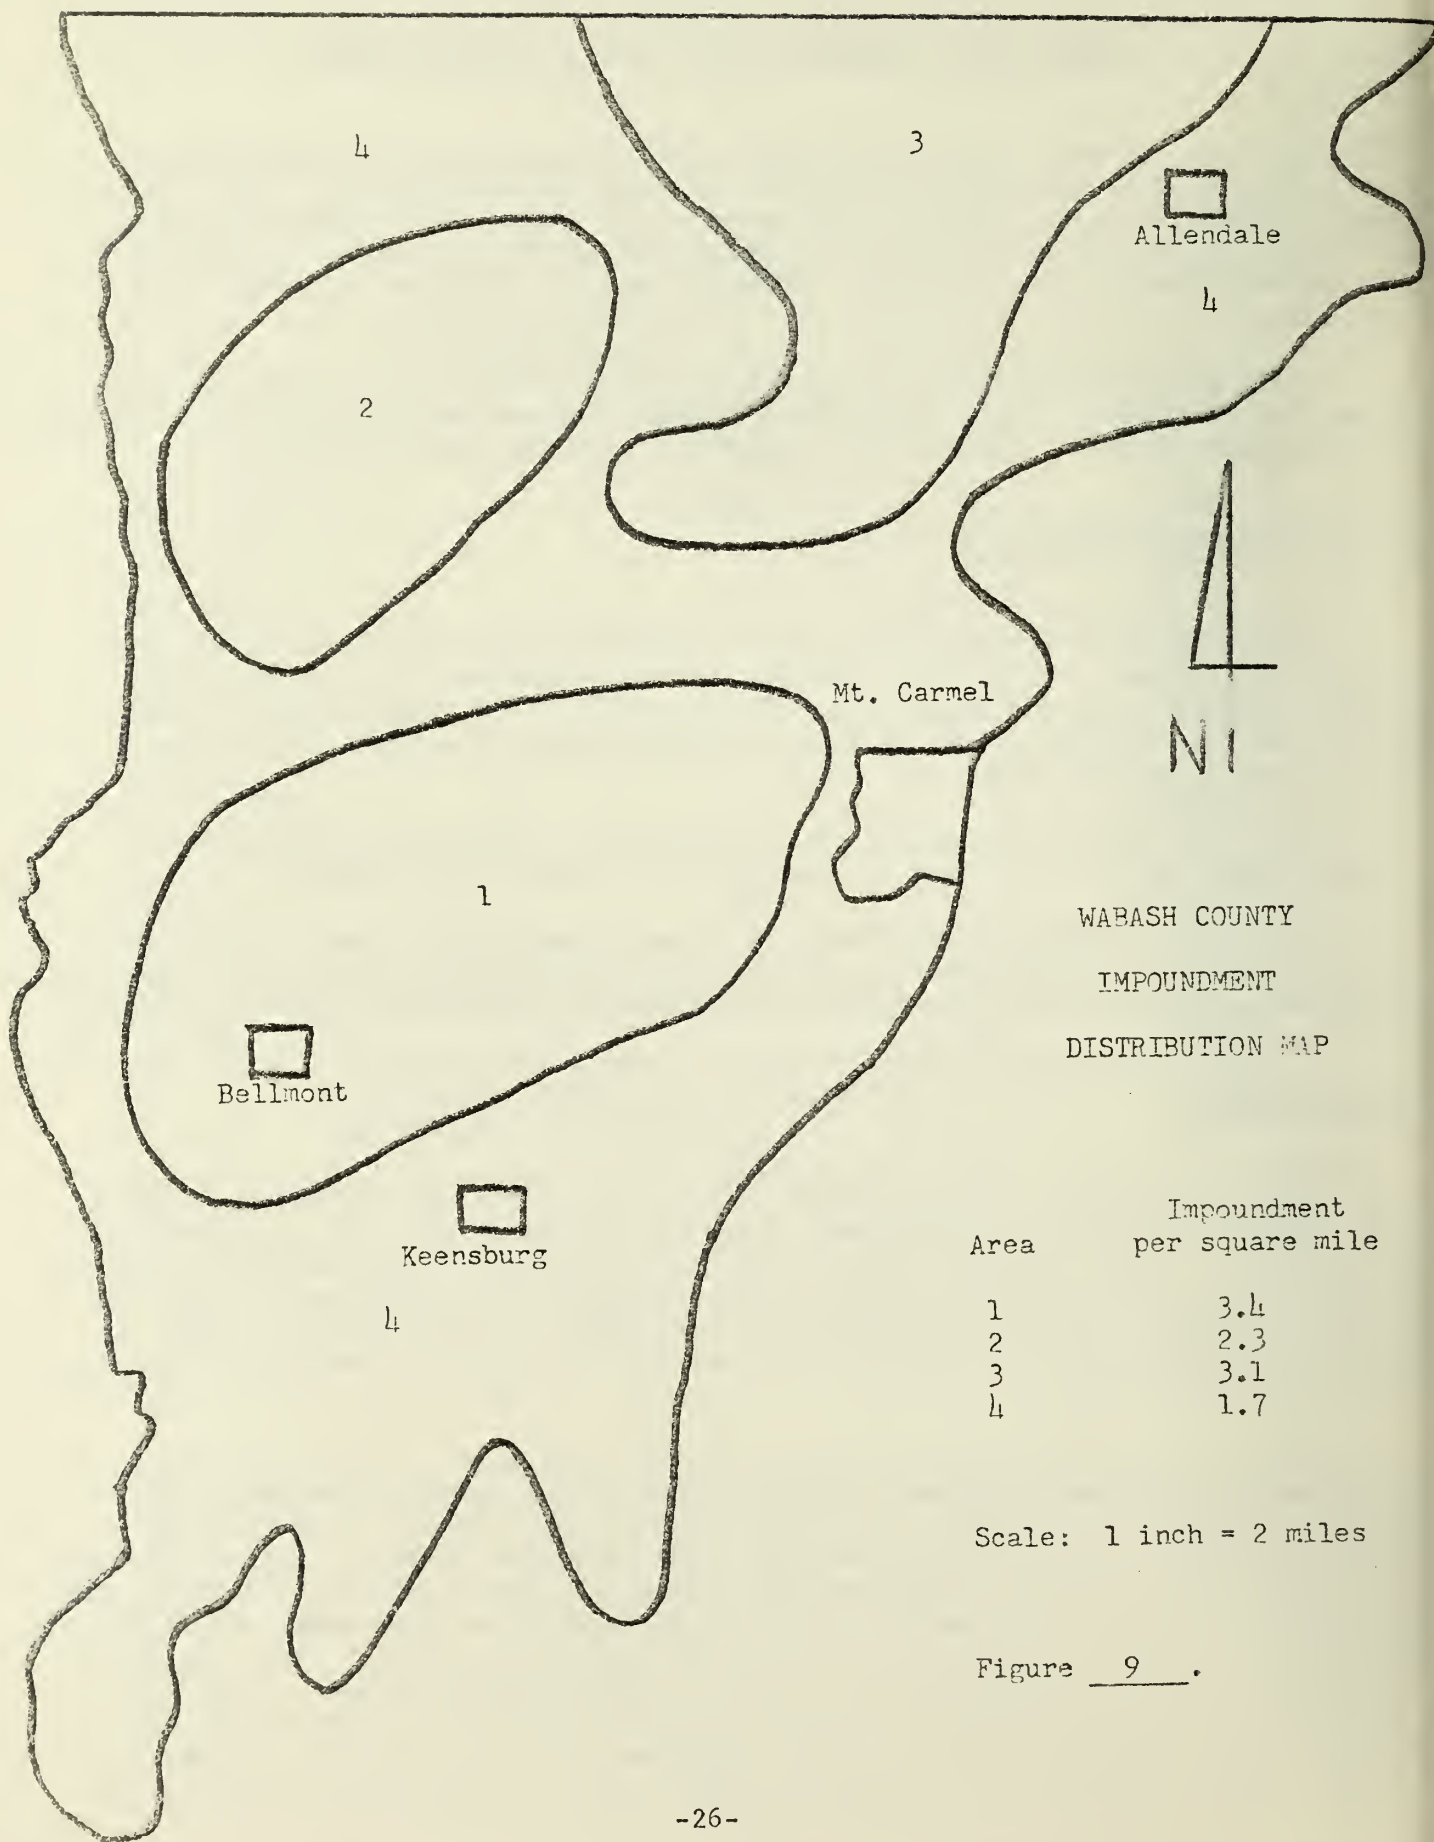 4
3
Allendale
4
2
Mt. Carmel
N
1
WABASH COUNTY
IMPOUNDMENT
DISTRIBUTION MAP
Bellmont
Keensburg
4
Impoundment
Area per square mile
1 3.4
2 2.3
3 3.1
4 1.7
Scale: 1 inch = 2 miles
Figure 9 .
-26-